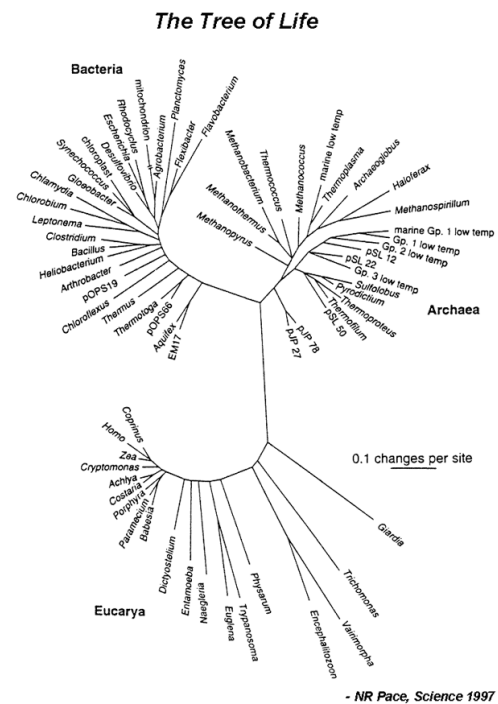 The Tree of Life
Bacteria
Planctomyces
mitochondrion
Rhodocyclus
Escherichia
Desulfovibrio
Agrobacterium
Flexibacter
Flavobacterium
chloroplast
Synechococcus
Gloeobacter
Chlamydia
Chlorobium
Leptonema
Clostridium
Bacillus
Heliobacterium
Arthrobacter
pOPS19
Chloroflexus
Thermus
Thermotoga
pOPS66
Aquifex
EM17
Methanobacterium
Thermococcus
Methanothermus
Methanopyrus
Methanococcus
marine low temp
Thermoplasma
Archaeoglobus
Haloferax
Methanospirillum
marine Gp. 1 low temp
Gp. 1 low temp
Gp. 2 low temp
pSL 12
pSL 22
Gp. 3 low temp
Sulfolobus
Pyrodictium
Thermoproteus
Thermofilum
pSL 50
pJP 78
pJP 27
Archaea
Coprinus
Homo
Zea
Cryptomonas
Achlya
Costaria
Porphyra
Paramecium
Babesia
Dictyostelium
Entamoeba
Naegleria
Euglena
Trypanosoma
Physarum
Encephalitozoon
Vairimorpha
Trichomonas
Giardia
0.1 changes per site
Eucarya
- NR Pace, Science 1997